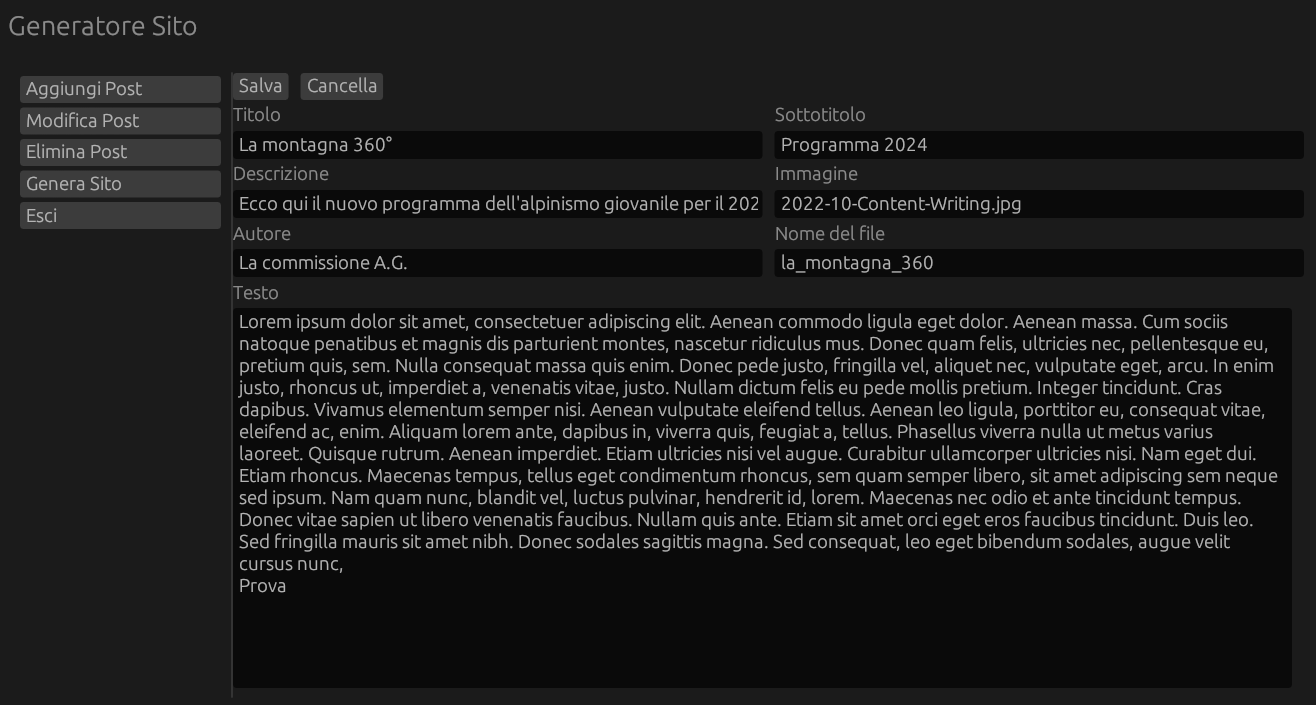 Generatore Sito
Aggiungi Post
Modifica Post
Elimina Post
Genera Sito
Esci
Salva Cancella
Titolo Sottotitolo
La montagna 360° Programma 2024
Descrizione Immagine
Ecco qui il nuovo programma dell'alpinismo giovanile per il 202 2022-10-Content-Writing.jpg
Autore Nome del file
La commissione A.G. la_montagna_360
Testo
Lorem ipsum dolor sit amet, consectetuer adipiscing elit. Aenean commodo ligula eget dolor. Aenean massa. Cum sociis
natoque penatibus et magnis dis parturient montes, nascetur ridiculus mus. Donec quam felis, ultricies nec, pellentesque eu,
pretium quis, sem. Nulla consequat massa quis enim. Donec pede justo, fringilla vel, aliquet nec, vulputate eget, arcu. In enim
justo, rhoncus ut, imperdiet a, venenatis vitae, justo. Nullam dictum felis eu pede mollis pretium. Integer tincidunt. Cras
dapibus. Vivamus elementum semper nisi. Aenean vulputate eleifend tellus. Aenean leo ligula, porttitor eu, consequat vitae,
eleifend ac, enim. Aliquam lorem ante, dapibus in, viverra quis, feugiat a, tellus. Phasellus viverra nulla ut metus varius
laoreet. Quisque rutrum. Aenean imperdiet. Etiam ultricies nisi vel augue. Curabitur ullamcorper ultricies nisi. Nam eget dui.
Etiam rhoncus. Maecenas tempus, tellus eget condimentum rhoncus, sem quam semper libero, sit amet adipiscing sem neque
sed ipsum. Nam quam nunc, blandit vel, luctus pulvinar, hendrerit id, lorem. Maecenas nec odio et ante tincidunt tempus.
Donec vitae sapien ut libero venenatis faucibus. Nullam quis ante. Etiam sit amet orci eget eros faucibus tincidunt. Duis leo.
Sed fringilla mauris sit amet nibh. Donec sodales sagittis magna. Sed consequat, leo eget bibendum sodales, augue velit
cursus nunc,
Prova